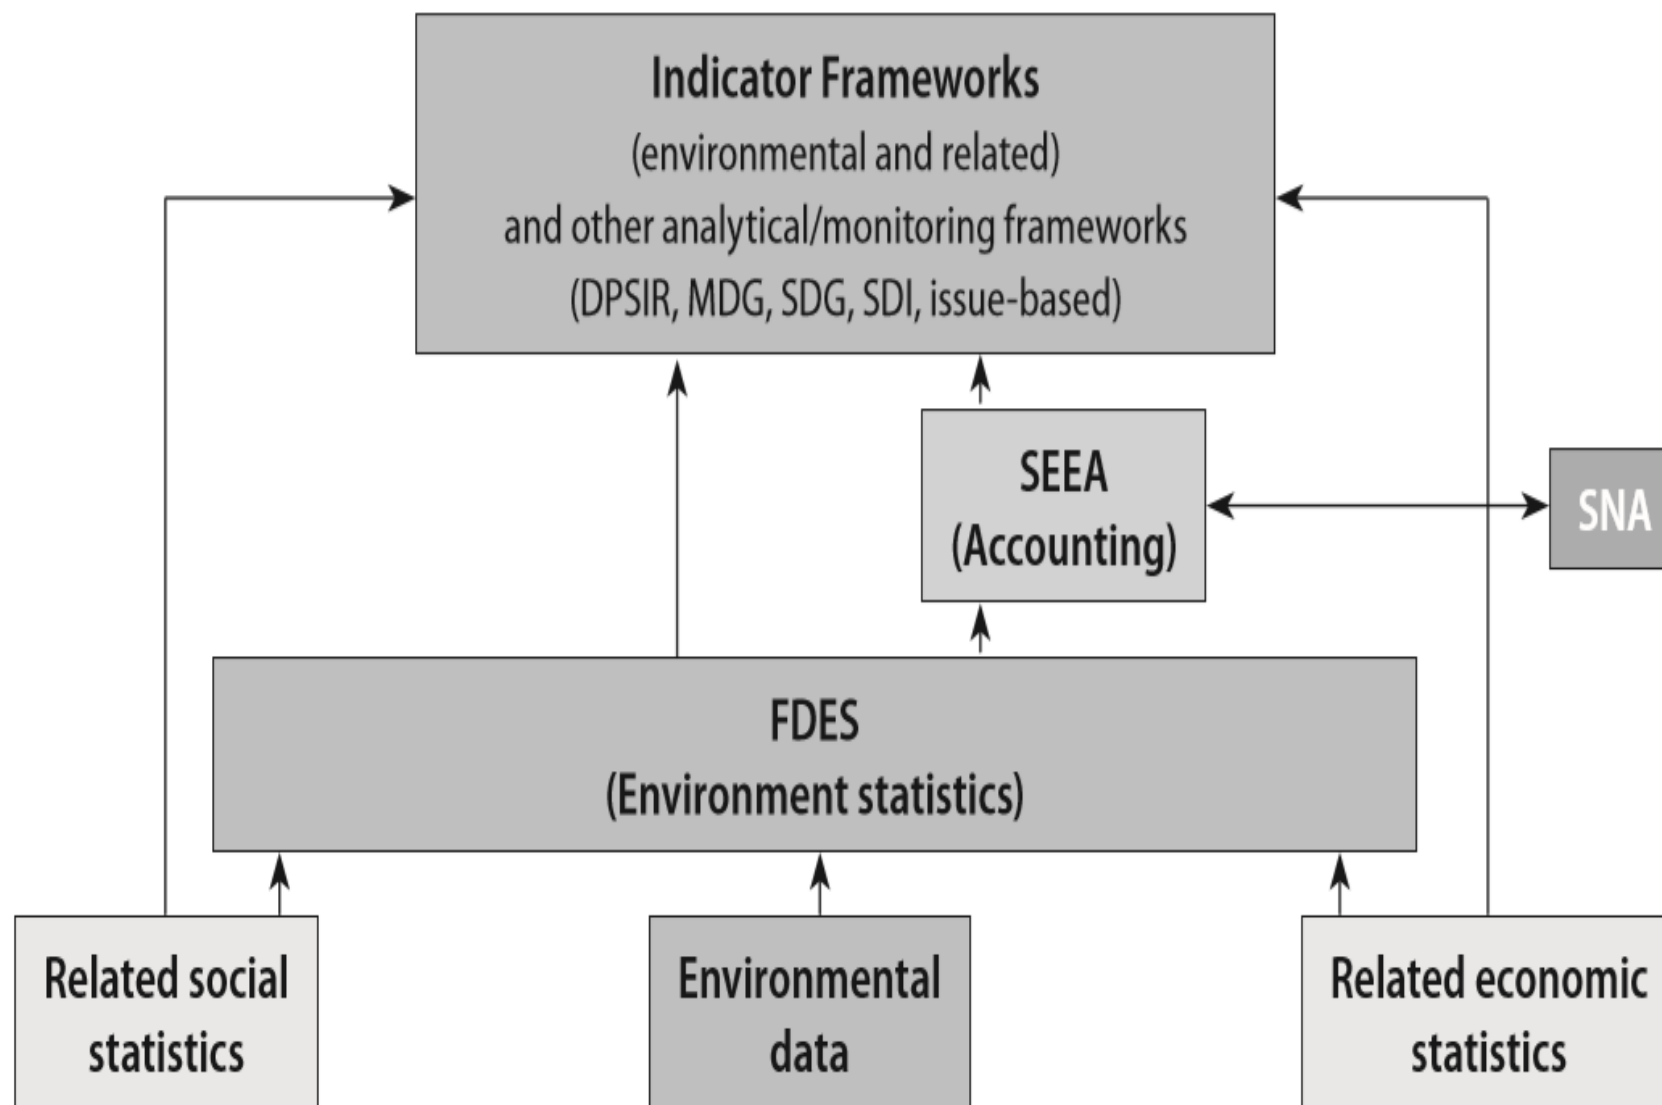 Indicator Frameworks
(environmental and related)
and other analytical/monitoring frameworks
(DPSIR, MDG, SDG, SDI, issue-based)
SEEA
(Accounting)
SNA
FDES
(Environment statistics)
Related social
statistics
Environmental
data
Related economic
statistics